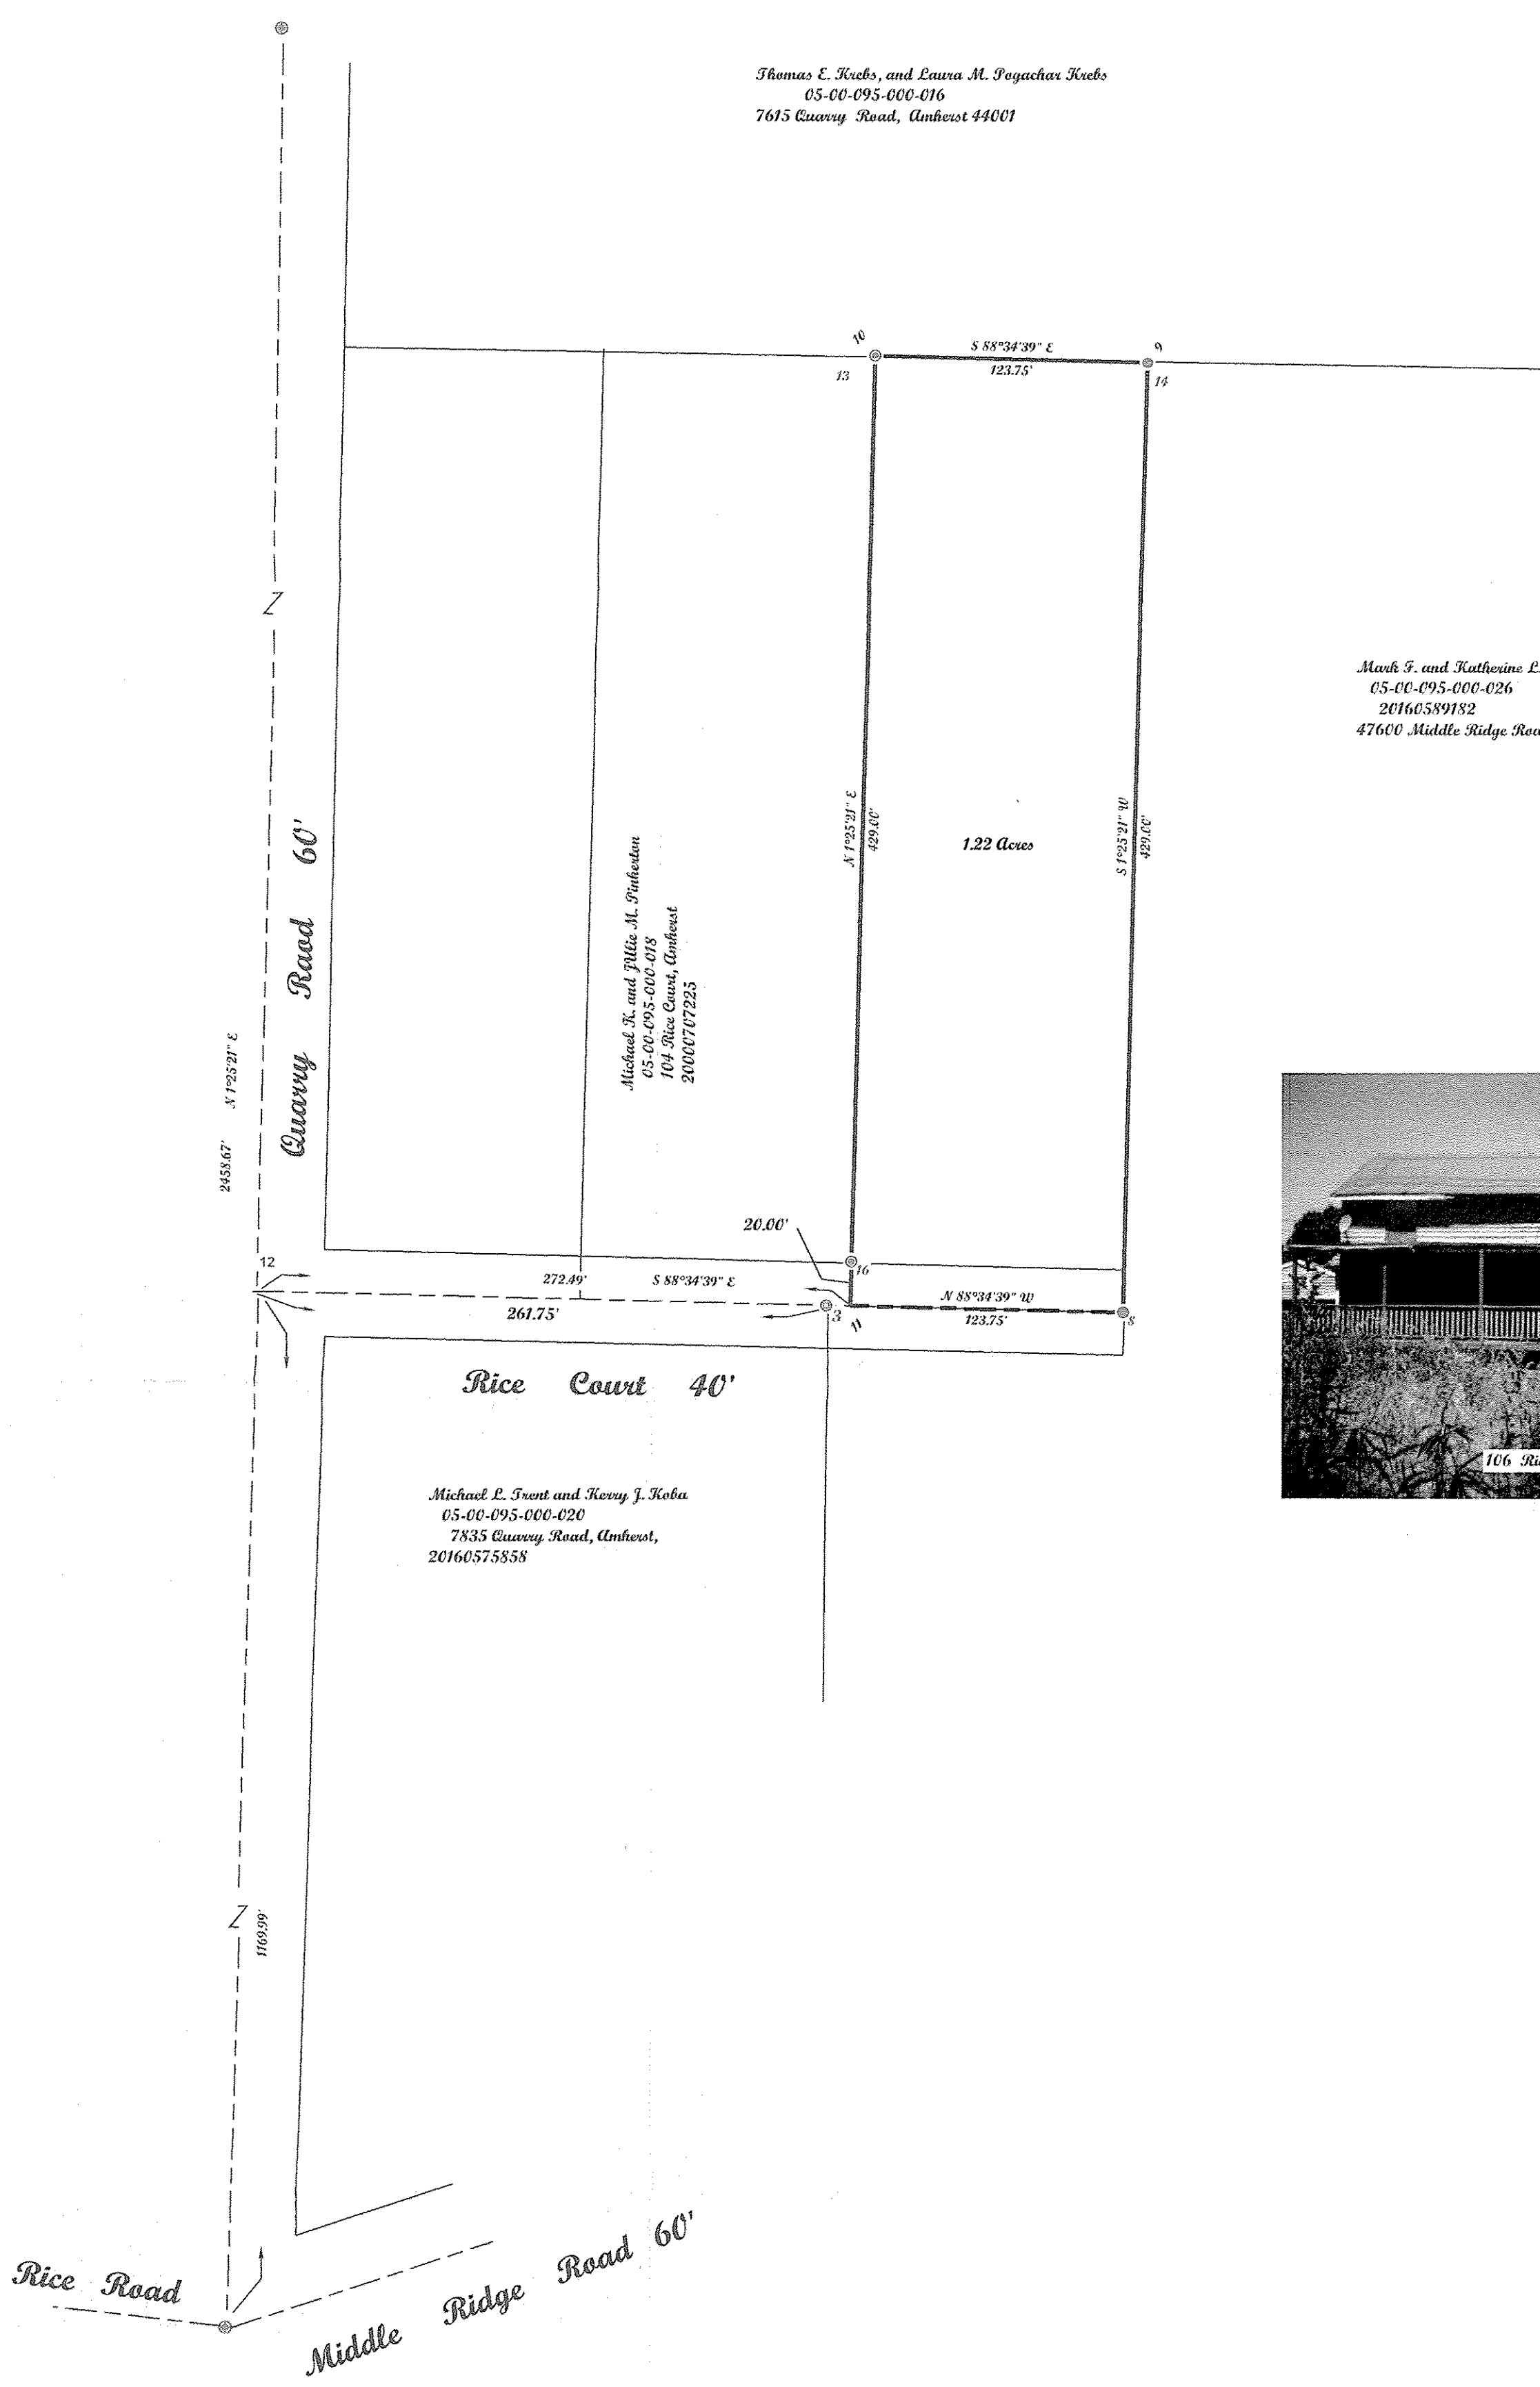 Thomas E. Krebs, and Laura M. Pogachar Krebs
05-00-095-000-016
7615 Quarry Road, Amherst 44001
10
S 88°34'39" E
9
13
123.75'
14
Z
Mark F. and Katherine L.
05-00-095-000-026
20160589182
47600 Middle Ridge Roa
N 1°25'21" E
429.00'
1.22 Acres
S 1°25'21" W
429.00'
Quarry Raod 60'
Michael K. and JUlie M. Pinkerton
05-00-095-000-018
104 Rice Court, Amherst
20000707225
2458.67' N 1°25'21" E
20.00'
12
16
272.49' S 88°34'39" E
N 88°34'39" W
261.75'
3
11
123.75'
Rice Court 40'
106 Ri
Michael L. Trent and Kerry J. Koba
05-00-095-000-020
7835 Quarry Road, Amherst,
20160575858
Z
1169.99'
Rice Road
Middle Ridge Road 60'